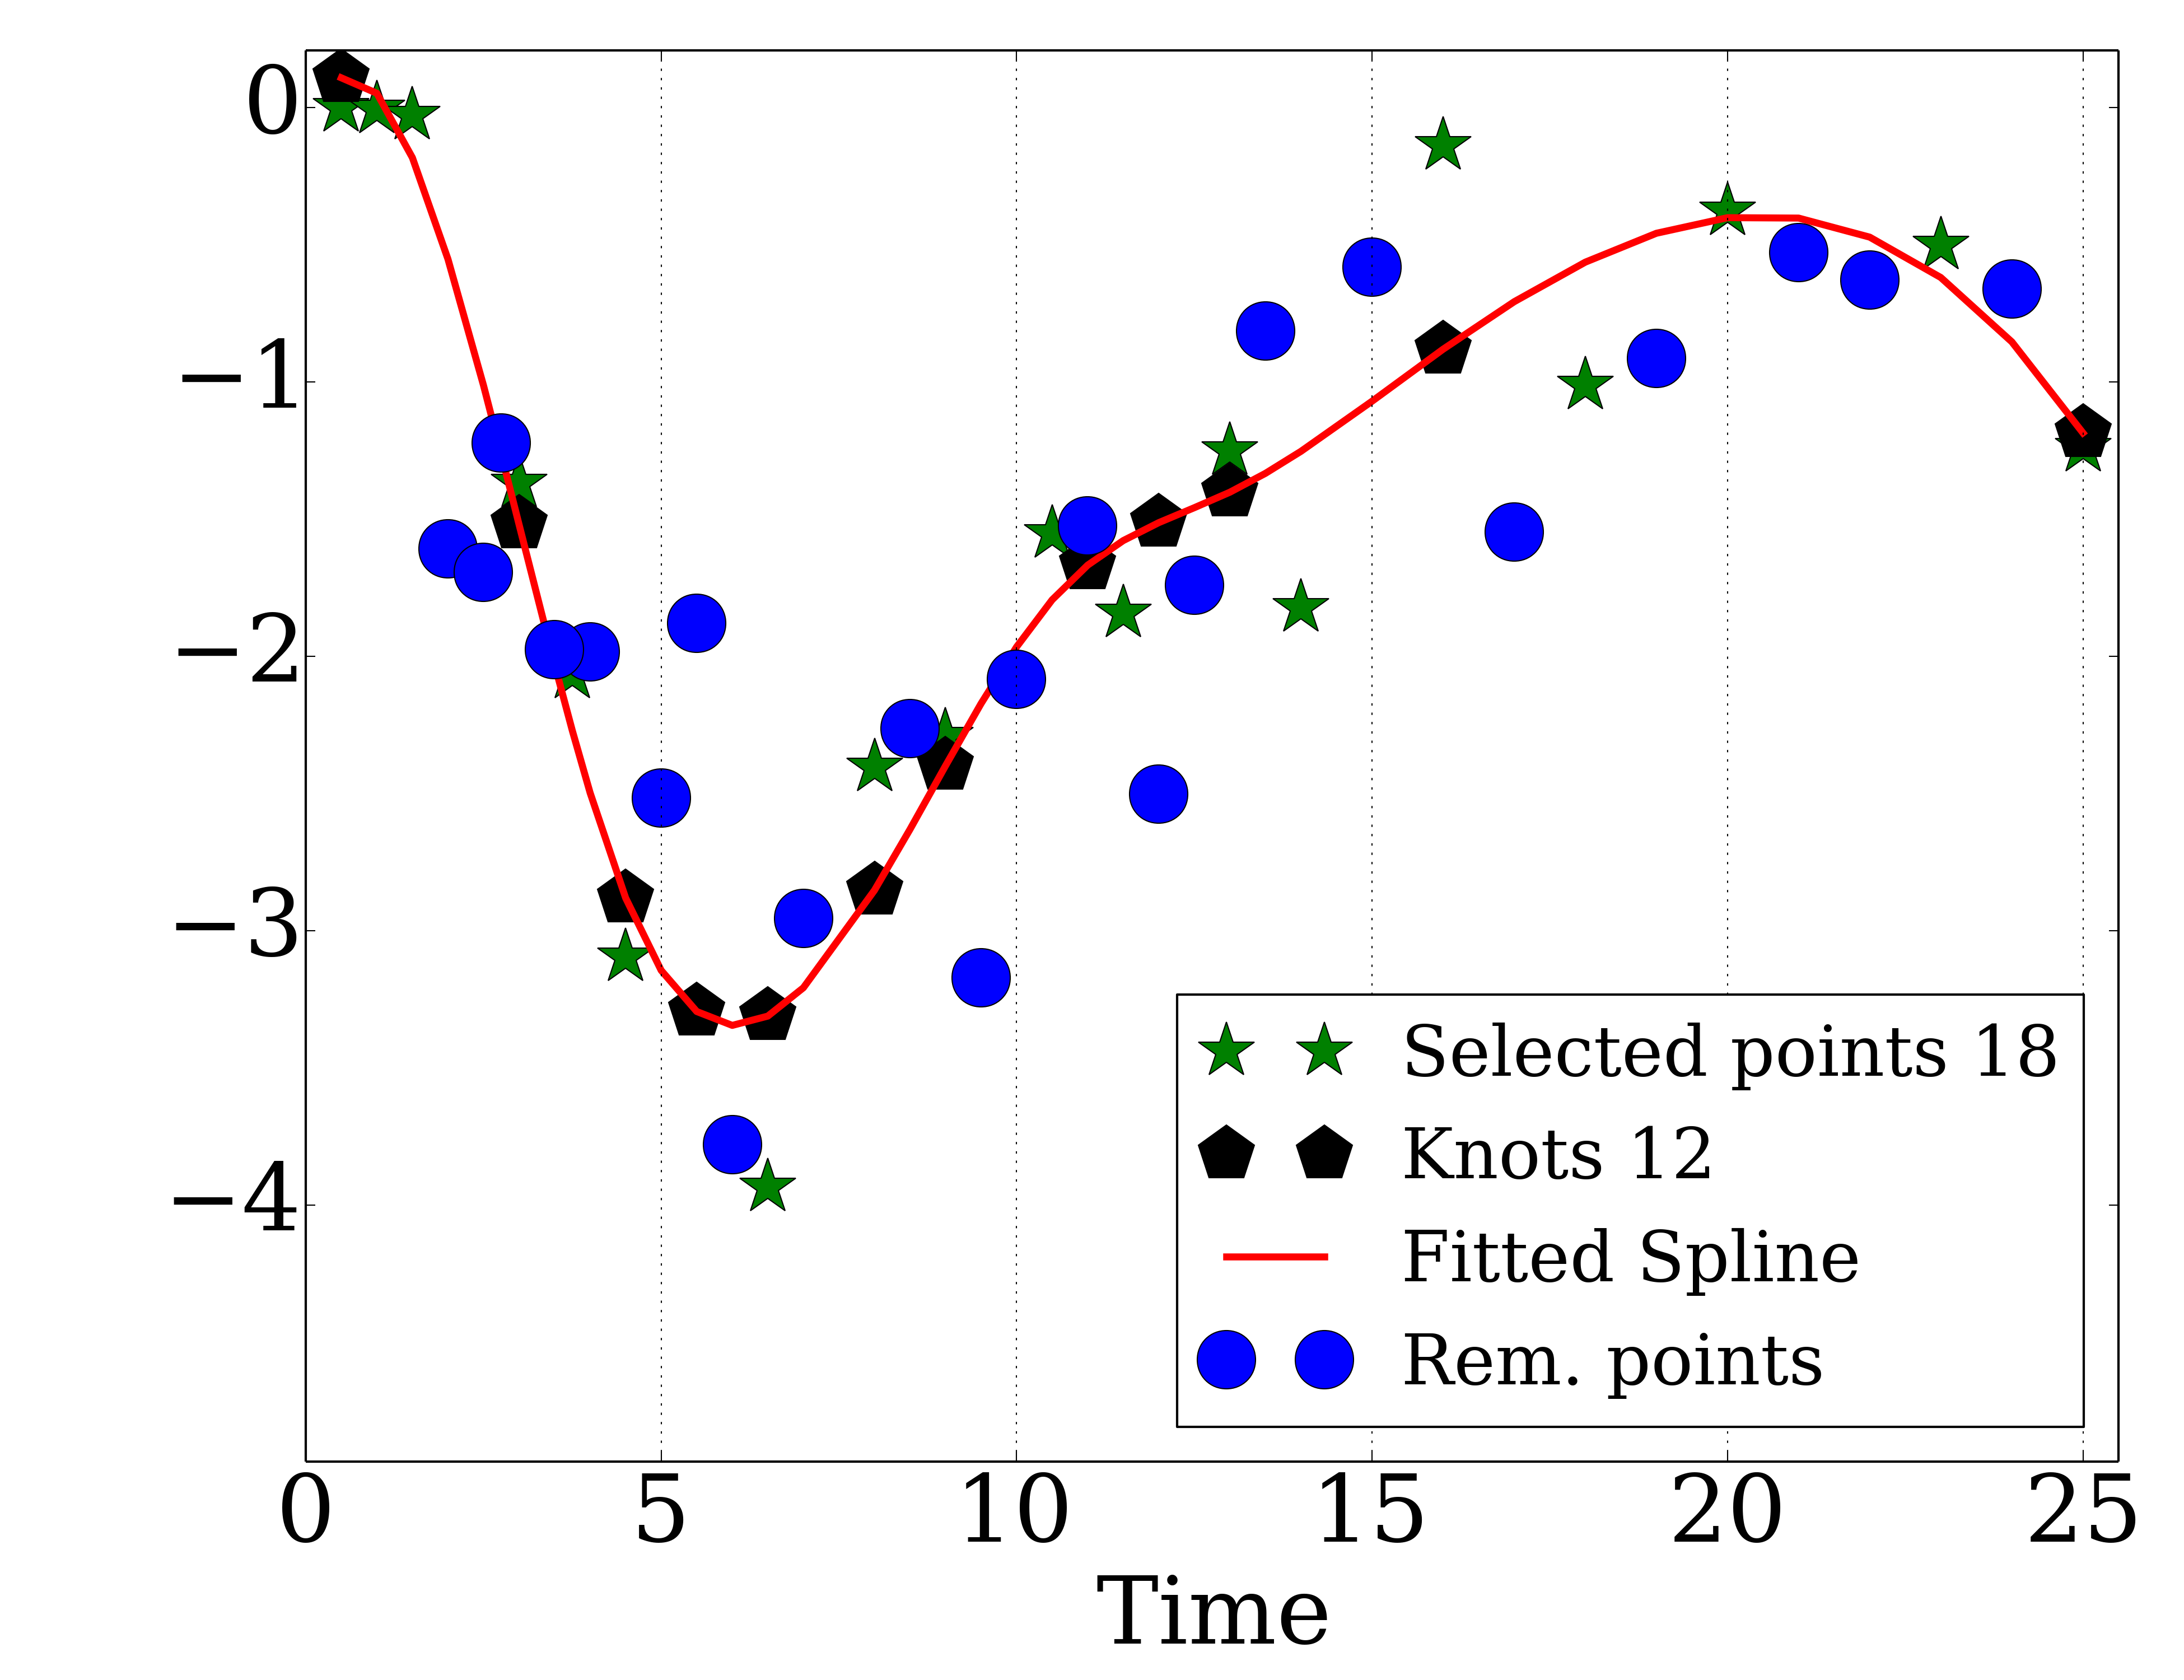 0
−1
−2
−3
−4
Selected points 18
Knots 12
Fitted Spline
Rem. points
0 5 10 15 20 25
Time